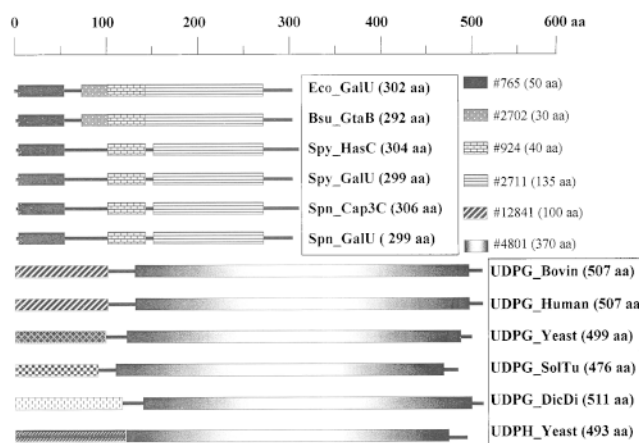 0 100 200 300 400 500 600 aa
Eco_GalU (302 aa)
Bsu_GtaB (292 aa)
Spy_HasC (304 aa)
Spy_GalU (299 aa)
Spn_Cap3C (306 aa)
Spn_GalU ( 299 aa)
#765 (50 aa)
#2702 (30 aa)
#924 (40 aa)
#2711 (135 aa)
#12841 (100 aa)
#4801 (370 aa)
UDPG_Bovin (507 aa)
UDPG_Human (507 aa)
UDPG_Yeast (499 aa)
UDPG_SolTu (476 aa)
UDPG_DicDi (511 aa)
UDPH_Yeast (493 aa)